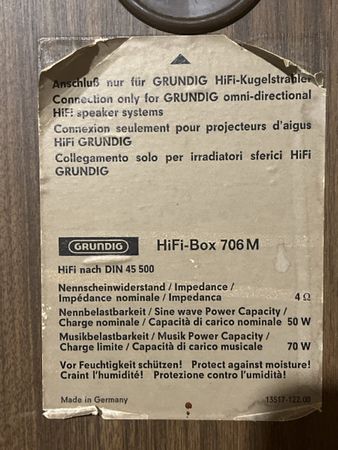 Anschluß nur für GRUNDIG HiFi-Kugelstrahler
Connection only for GRUNDIG omni-directional
HiFi speaker systems
Connexion seulement pour projecteurs d'aigus
HiFi GRUNDIG
Collegamento solo per irradiatori sferici HiFi
GRUNDIG
GRUNDIG HiFi-Box 706 M
HiFi nach DIN 45 500
Nennscheinwiderstand / Impedance /
Impédance nominale / Impedanca 4 Ω
Nennbelastbarkeit / Sine wave Power Capacity /
Charge nominale / Capacità di carico nominale 50 W
Musikbelastbarkeit / Musik Power Capacity /
Charge limite / Capacità di carico musicale 70 W
Vor Feuchtigkeit schützen! Protect against moisture!
Craint l'humidité! Protezione contro l'umidità!
Made in Germany 13517-122.00